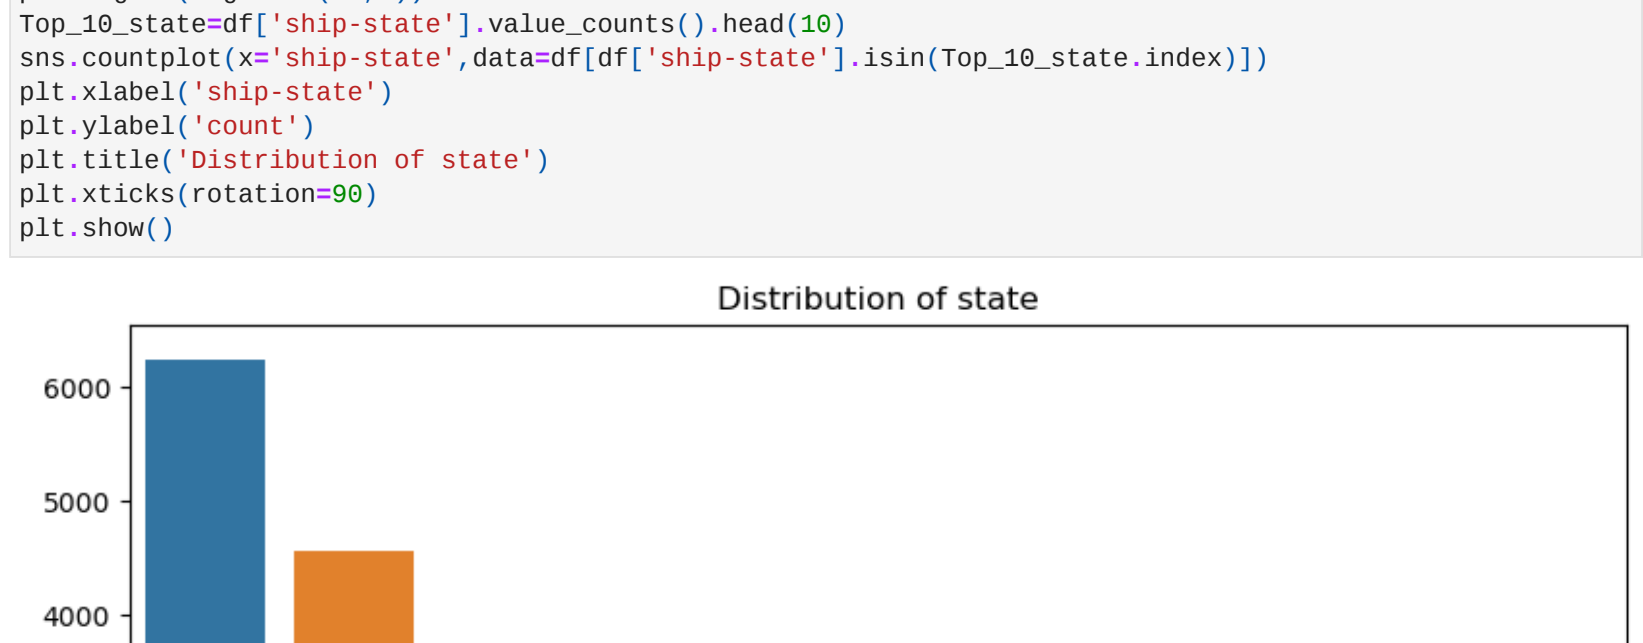 Top_10_state=df['ship-state'].value_counts().head(10)
sns.countplot(x='ship-state',data=df[df['ship-state'].isin(Top_10_state.index)])
plt.xlabel('ship-state')
plt.ylabel('count')
plt.title('Distribution of state')
plt.xticks(rotation=90)
plt.show()
Distribution of state
6000
5000
4000